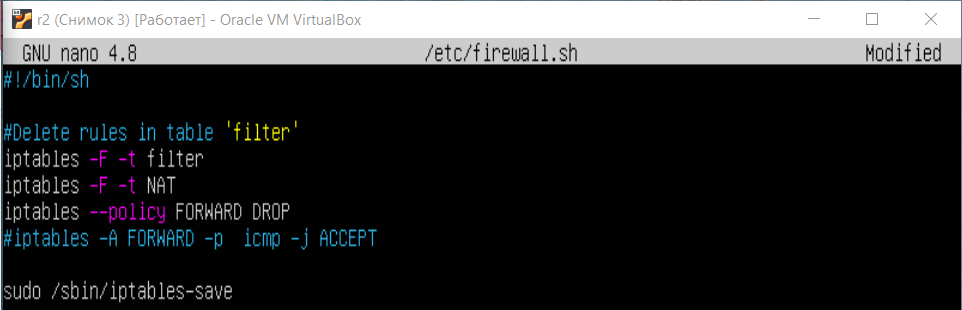 r2 (Снимок 3) [Работает] - Oracle VM VirtualBox
GNU nano 4.8 /etc/firewall.sh Modified
#!/bin/sh
#Delete rules in table 'filter'
iptables -F -t filter
iptables -F -t NAT
iptables --policy FORWARD DROP
#iptables -A FORWARD -p  icmp -j ACCEPT
sudo /sbin/iptables-save